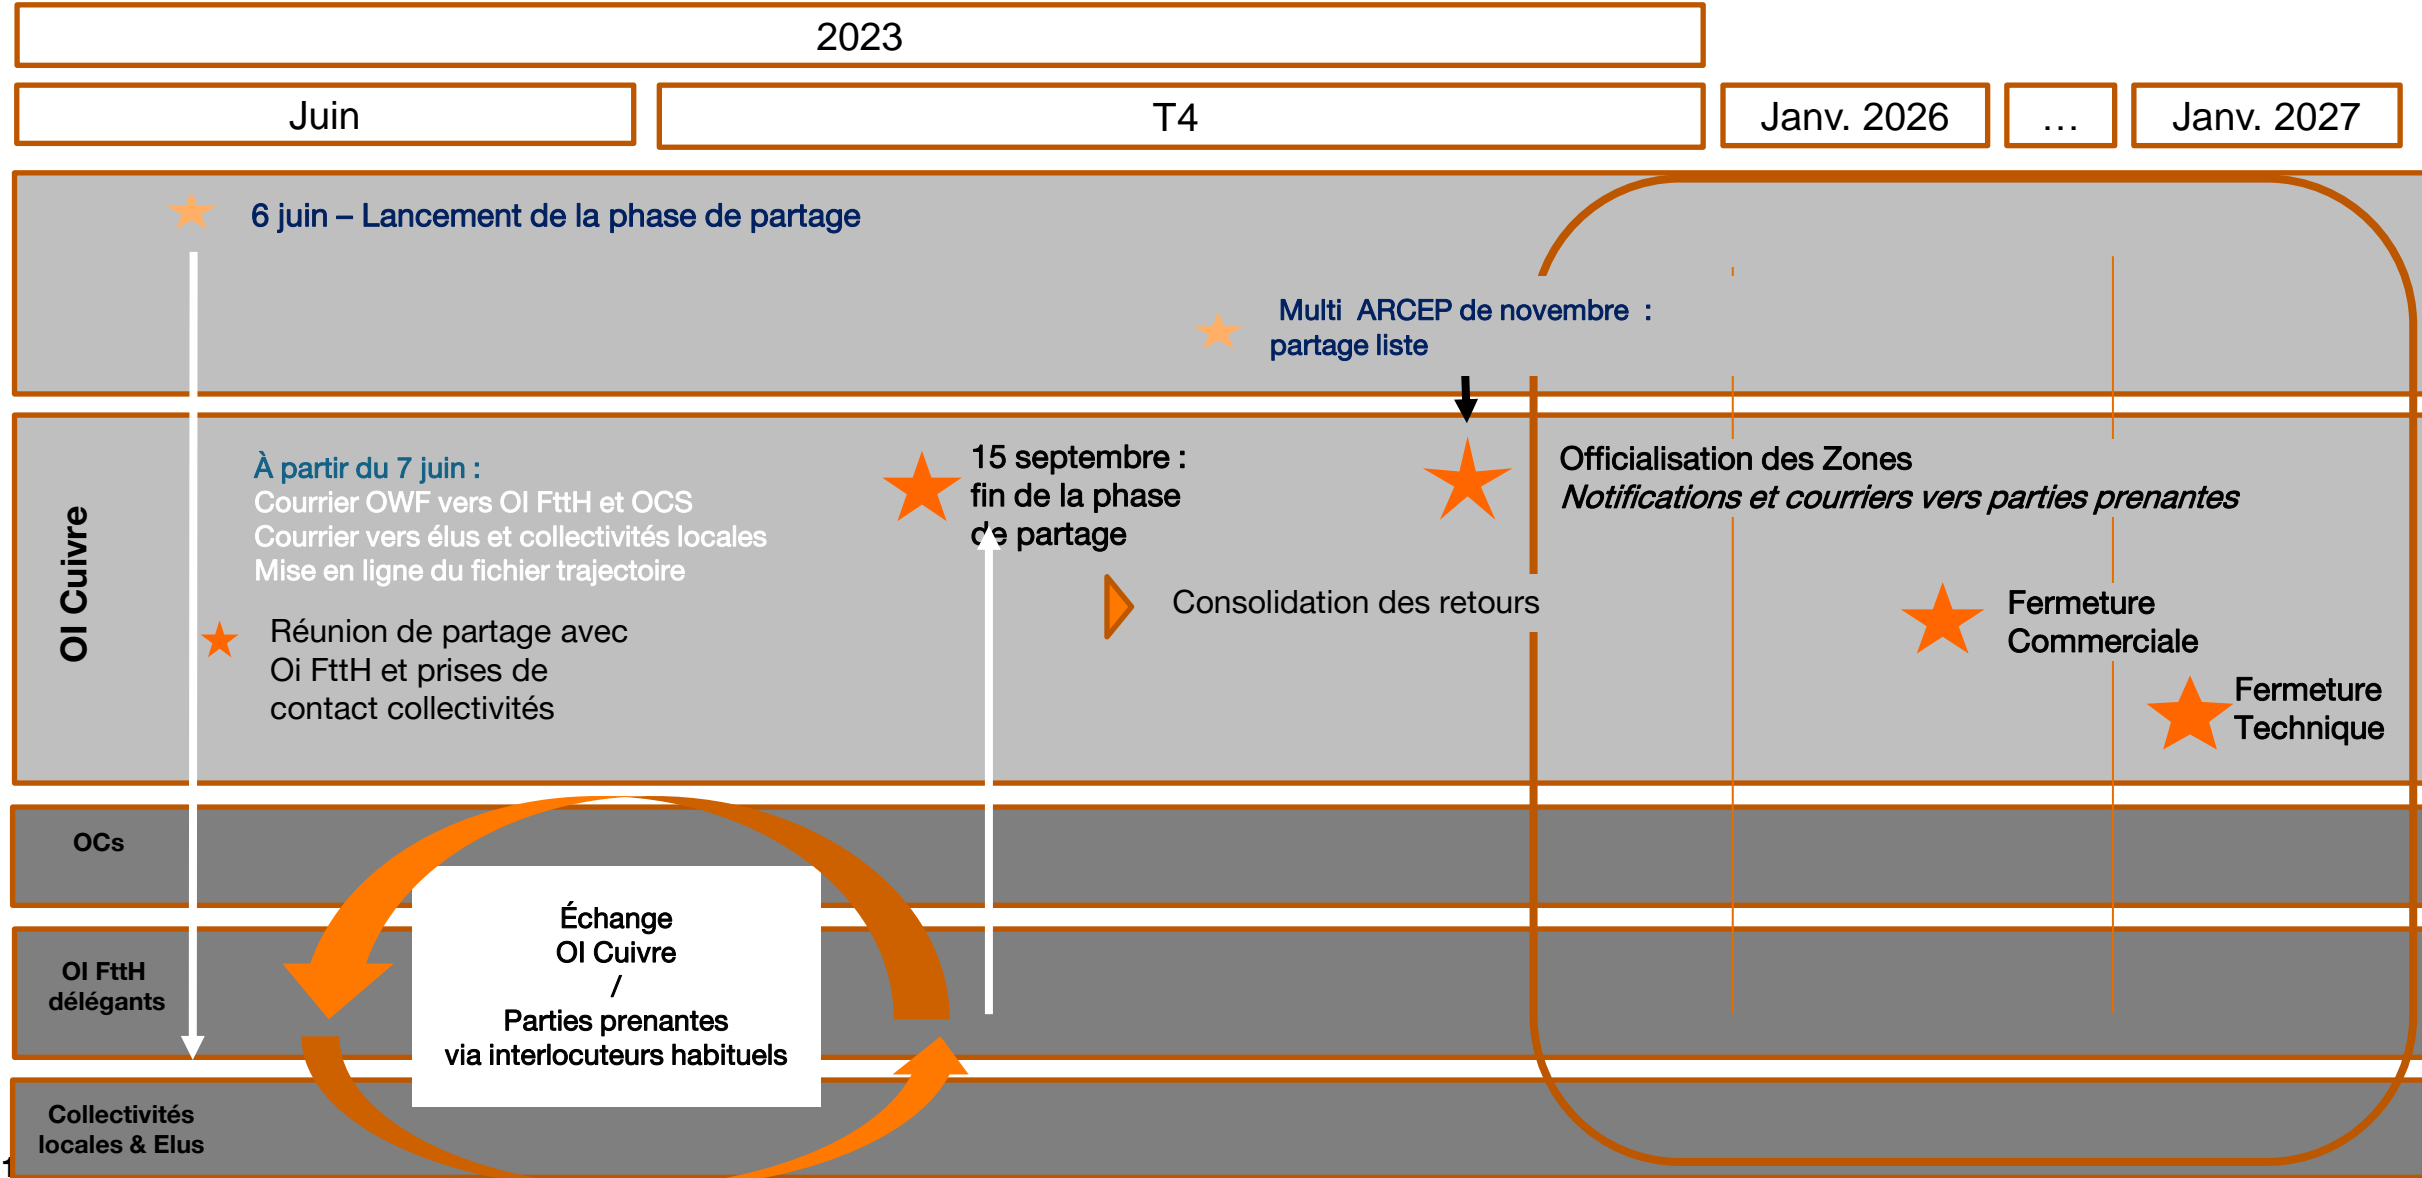 2023
Juin
T4
Janv. 2026
…
Janv. 2027
6 juin – Lancement de la phase de partage
Multi ARCEP de novembre :
partage liste
OI Cuivre
À partir du 7 juin :
Courrier OWF vers OI FttH et OCS
Courrier vers élus et collectivités locales
Mise en ligne du fichier trajectoire
Réunion de partage avec
Oi FttH et prises de
contact collectivités
15 septembre :
fin de la phase
de partage
Consolidation des retours
Officialisation des Zones
Notifications et courriers vers parties prenantes
Fermeture
Commerciale
Fermeture
Technique
OCs
OI FttH
délégants
Échange
OI Cuivre
/
Parties prenantes
via interlocuteurs habituels
Collectivités
locales & Elus
1